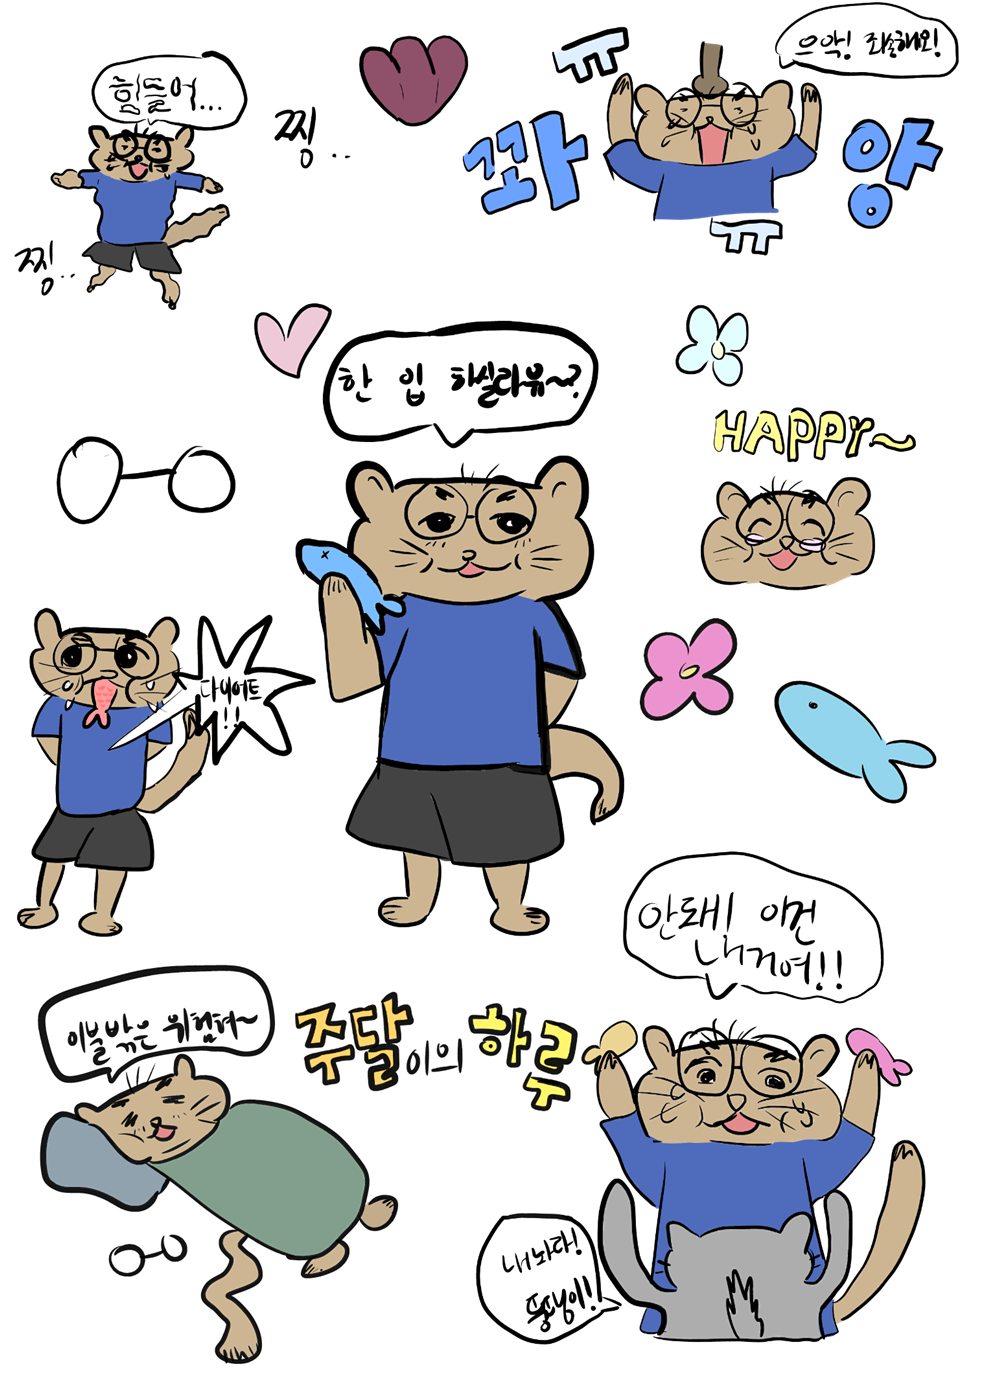 힘들어...
찡..
찡..
ㅠ
으악! 죄송해요!
꽈
앙
ㅠ
한 입 하실라유~?
HAPPY~
다이어트
!!
안돼! 이건
내거여!!
이불 밖은 위험혀~
주달이의 하루
내놔라!
뚱냥이!!